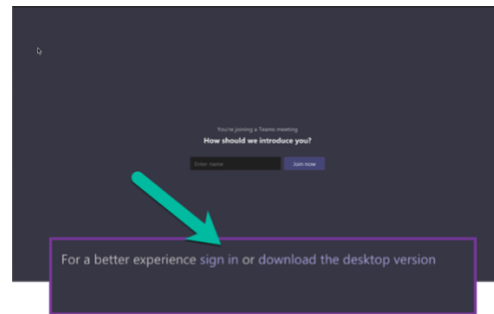 You're joining a Teams meeting
How should we introduce you?
Enter name
Join now
For a better experience sign in or download the desktop version